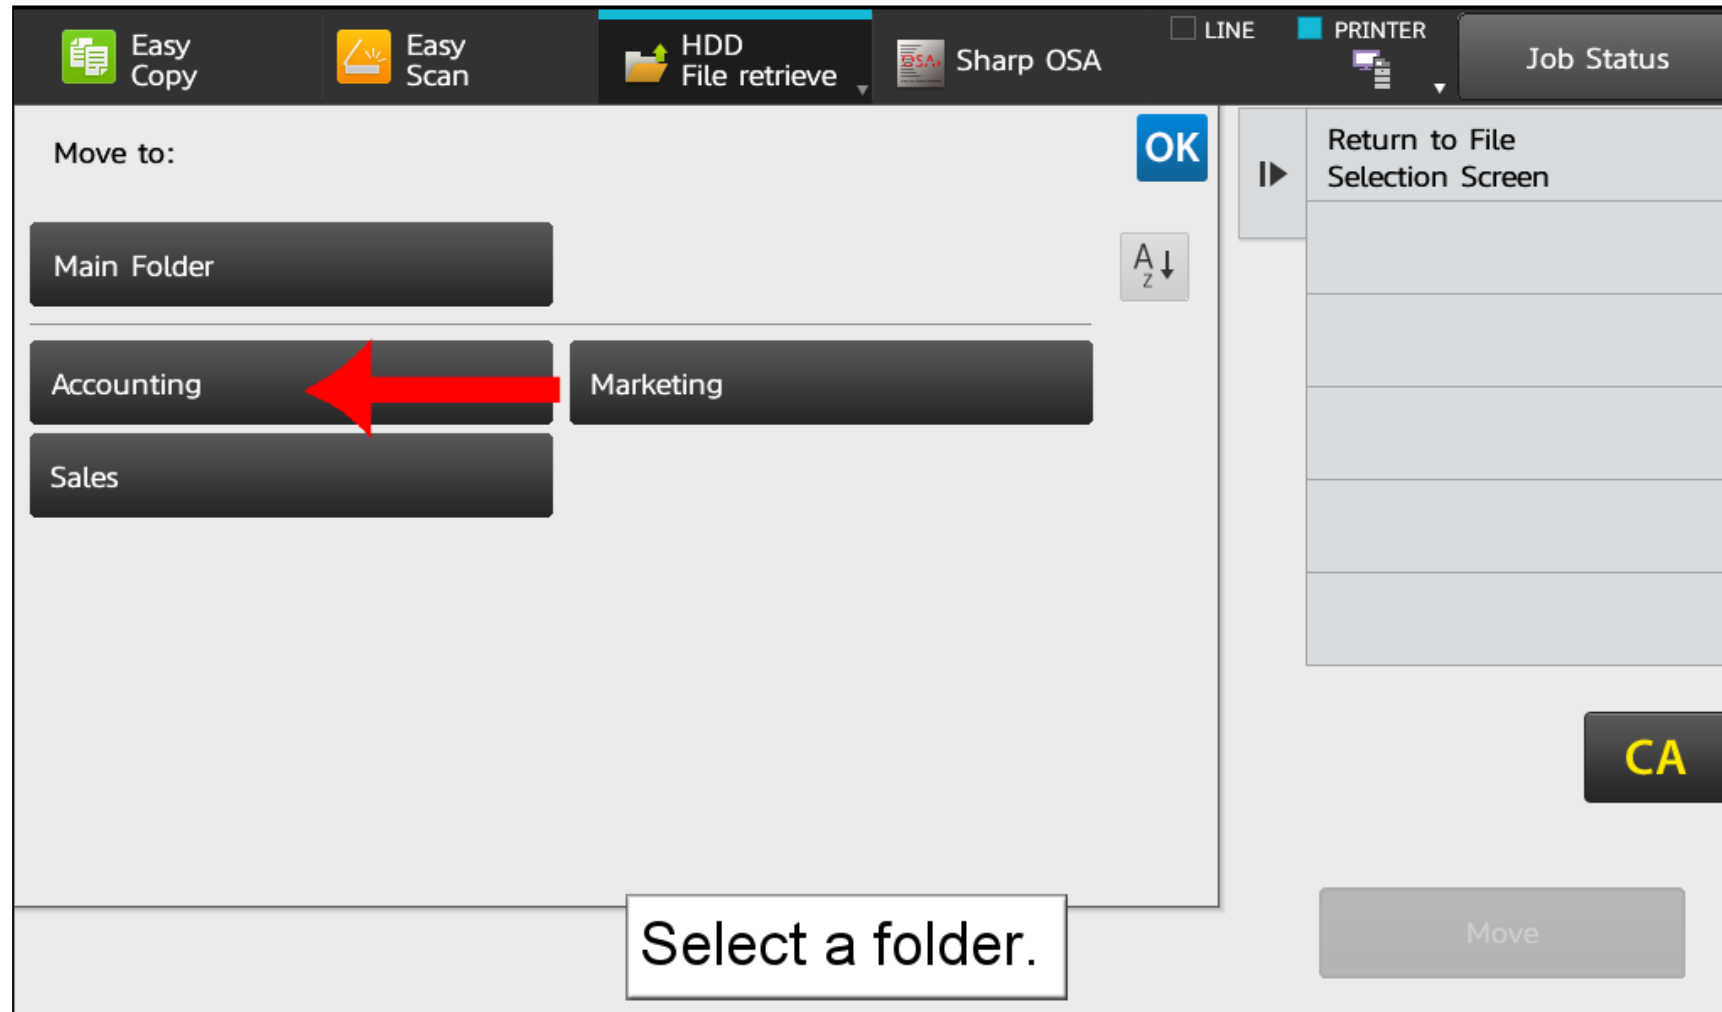 Easy
Copy
Easy
Scan
HDD
File retrieve
OSA
Sharp OSA
LINE
PRINTER
Job Status
Move to:
OK
Return to File
Selection Screen
Main Folder
A
Z
Accounting
Marketing
Sales
CA
Select a folder.
Move